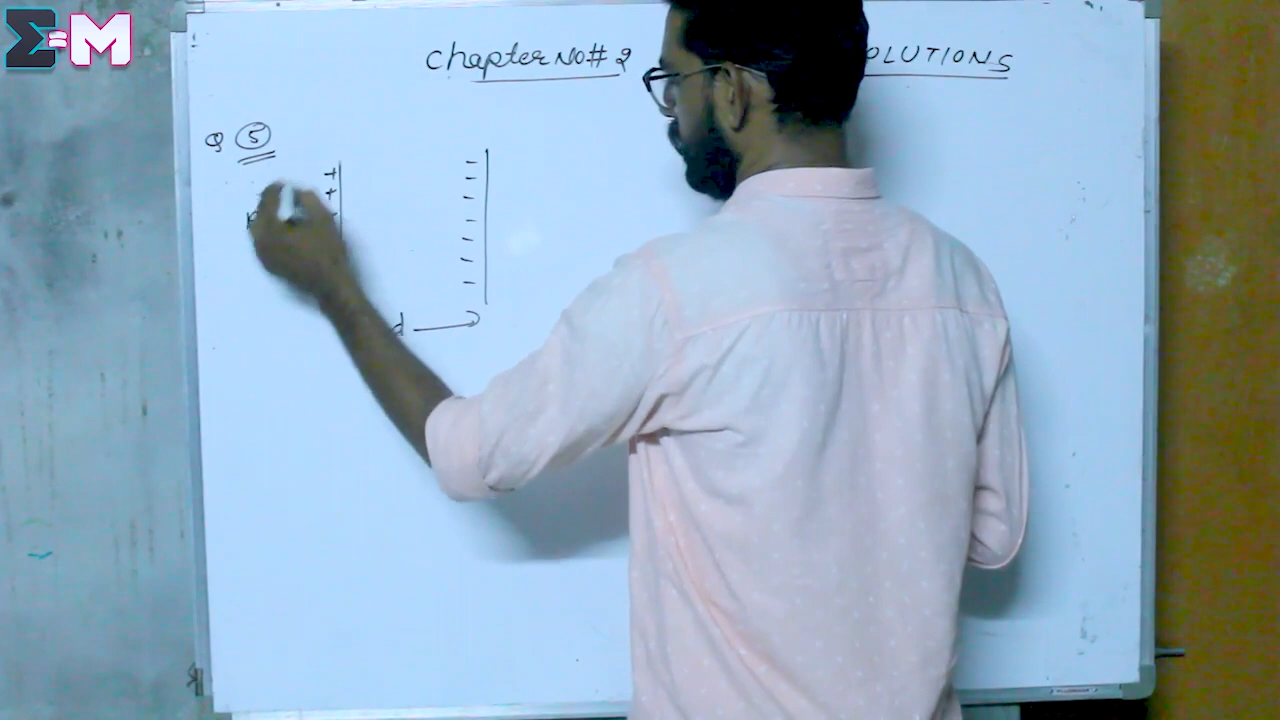 Σ=M
Chapter No # 2 OLUTIONS
Q 5
+
+
d